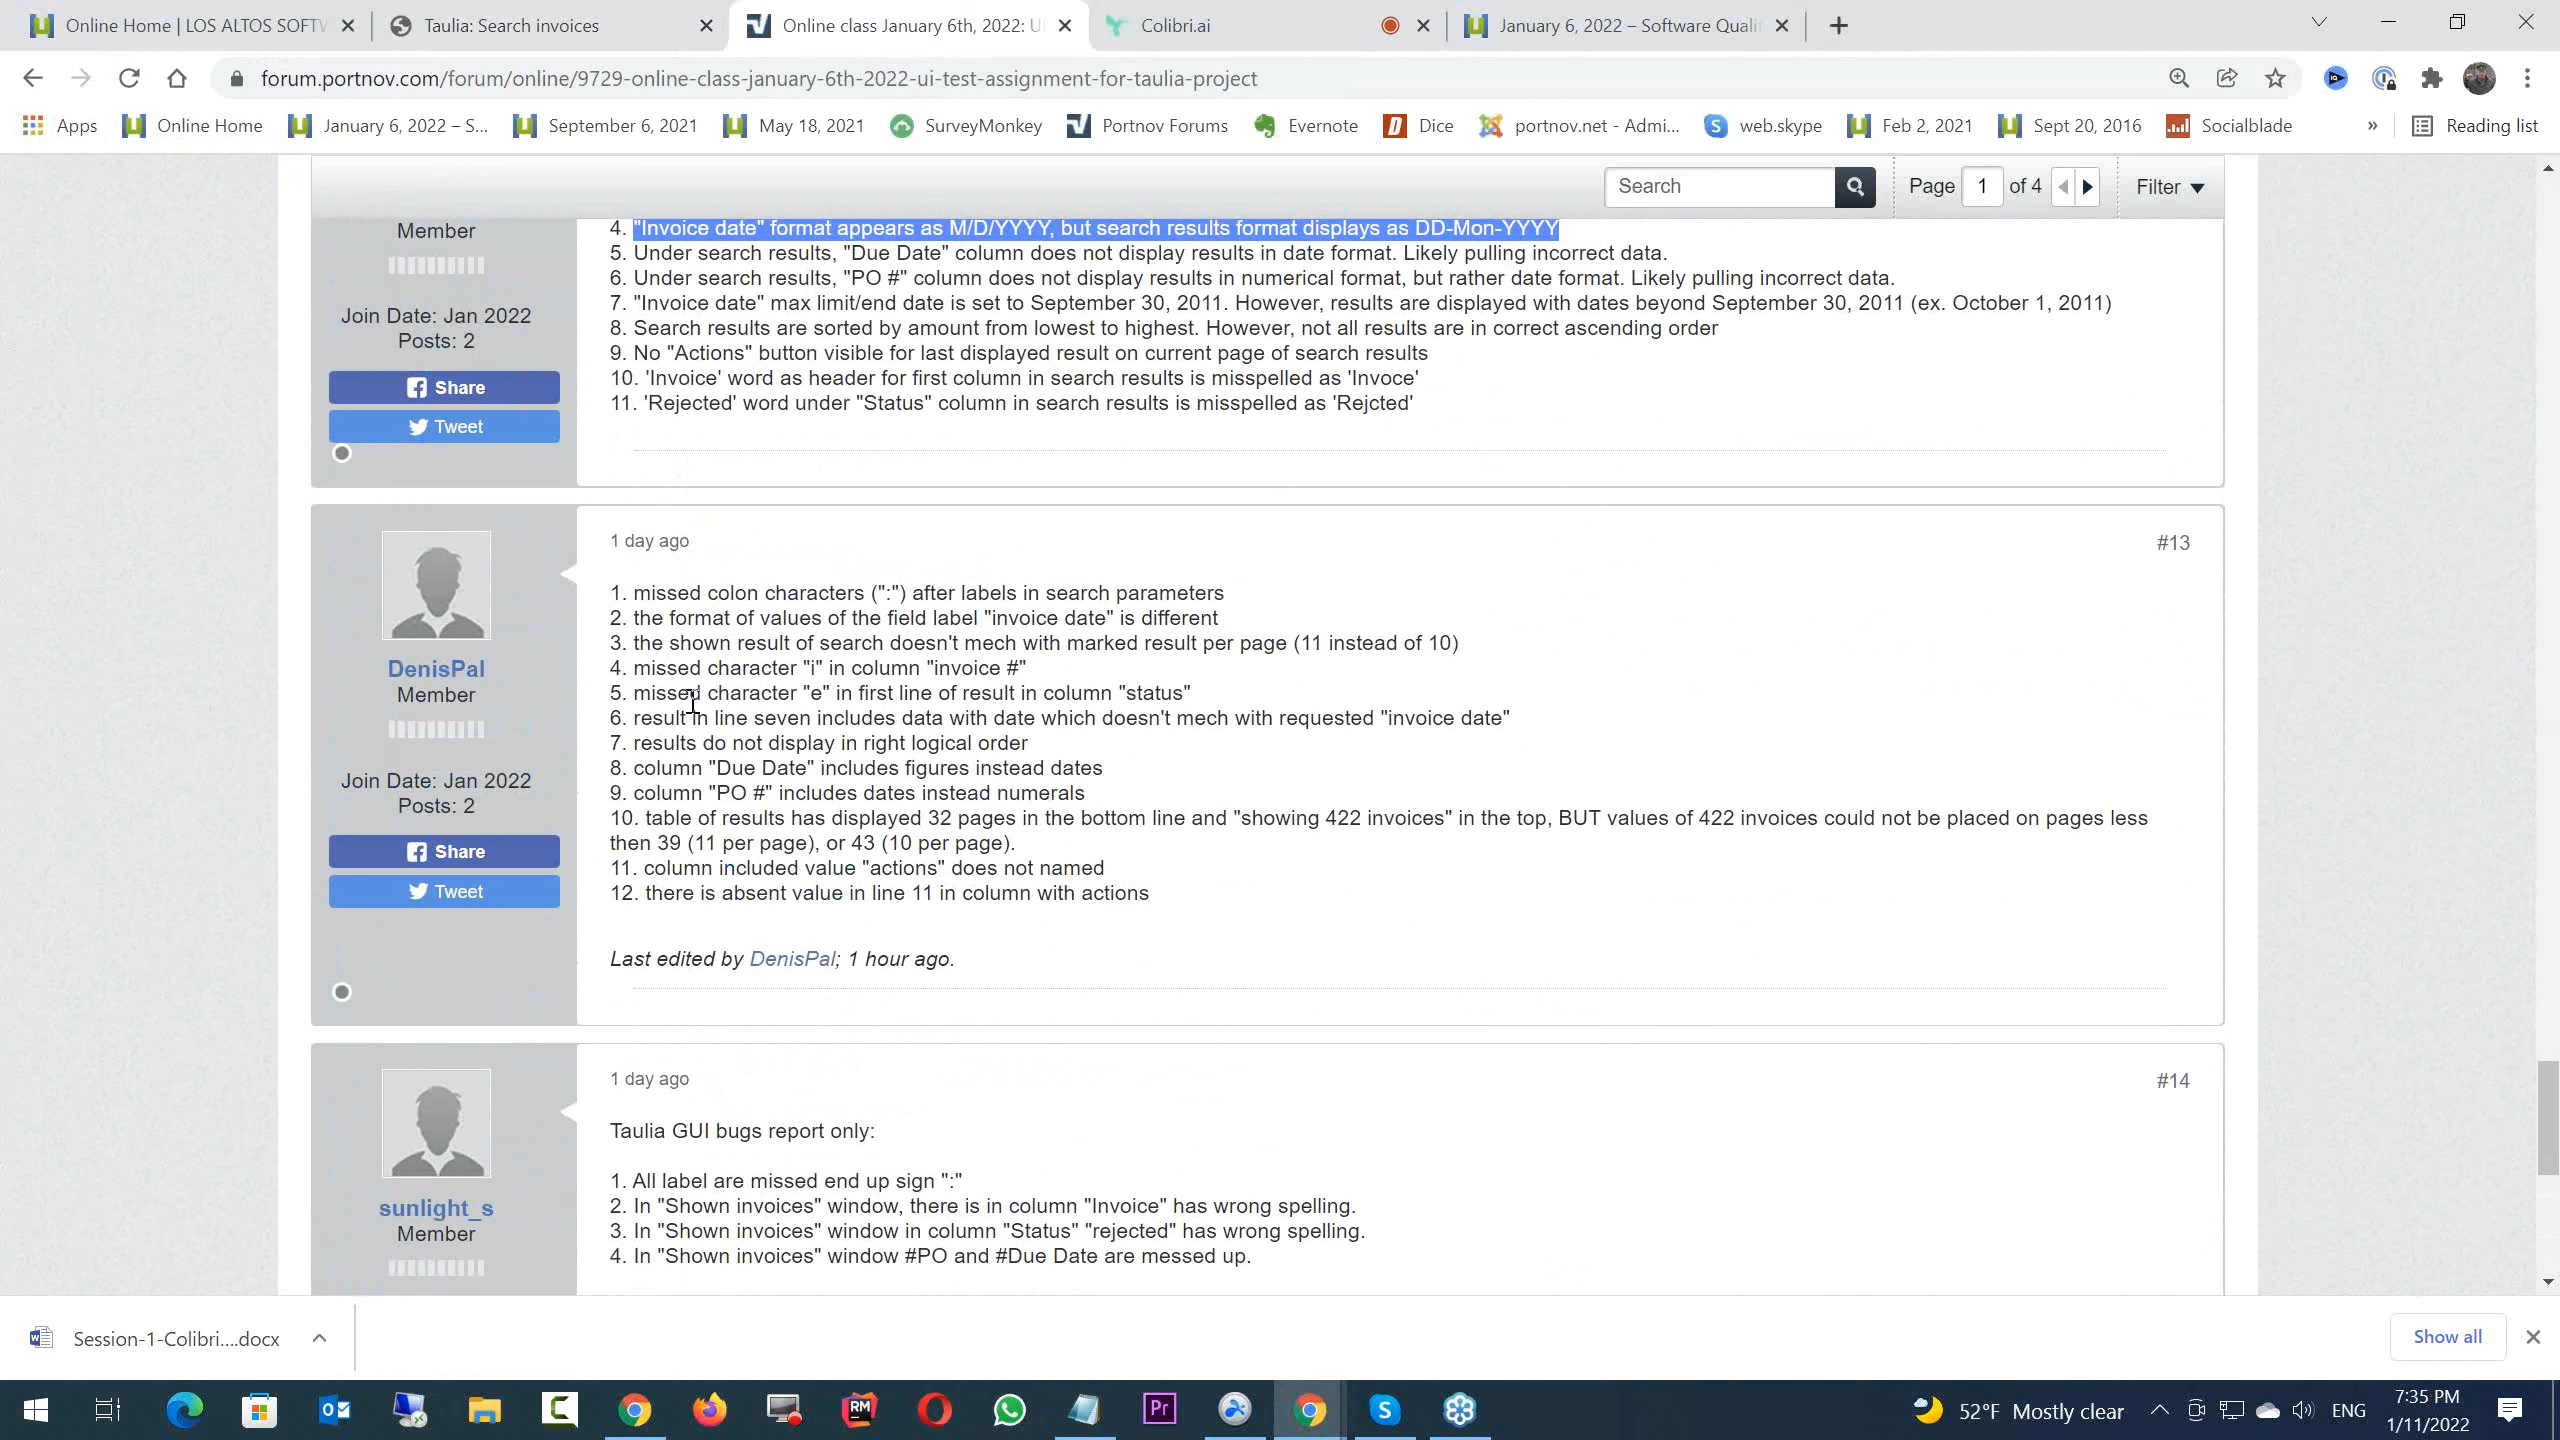 Online Home | LOS ALTOS SOFTW
Taulia: Search invoices
Online class January 6th, 2022: U
Colibri.ai
January 6, 2022 – Software Quali
forum.portnov.com/forum/online/9729-online-class-january-6th-2022-ui-test-assignment-for-taulia-project
Apps
Online Home
January 6, 2022 – S...
September 6, 2021
May 18, 2021
SurveyMonkey
Portnov Forums
Evernote
Dice
portnov.net - Admi...
web.skype
Feb 2, 2021
Sept 20, 2016
Socialblade
»
Reading list
Search
Page 1 of 4
Filter
Member
Join Date: Jan 2022
Posts: 2
Share
Tweet
4. "Invoice date" format appears as M/D/YYYY, but search results format displays as DD-Mon-YYYY
5. Under search results, "Due Date" column does not display results in date format. Likely pulling incorrect data.
6. Under search results, "PO #" column does not display results in numerical format, but rather date format. Likely pulling incorrect data.
7. "Invoice date" max limit/end date is set to September 30, 2011. However, results are displayed with dates beyond September 30, 2011 (ex. October 1, 2011)
8. Search results are sorted by amount from lowest to highest. However, not all results are in correct ascending order
9. No "Actions" button visible for last displayed result on current page of search results
10. 'Invoice' word as header for first column in search results is misspelled as 'Invoce'
11. 'Rejected' word under "Status" column in search results is misspelled as 'Rejcted'
DenisPal
Member
Join Date: Jan 2022
Posts: 2
Share
Tweet
1 day ago
#13
1. missed colon characters (":") after labels in search parameters
2. the format of values of the field label "invoice date" is different
3. the shown result of search doesn't mech with marked result per page (11 instead of 10)
4. missed character "i" in column "invoice #"
5. missed character "e" in first line of result in column "status"
6. result in line seven includes data with date which doesn't mech with requested "invoice date"
7. results do not display in right logical order
8. column "Due Date" includes figures instead dates
9. column "PO #" includes dates instead numerals
10. table of results has displayed 32 pages in the bottom line and "showing 422 invoices" in the top, BUT values of 422 invoices could not be placed on pages less
then 39 (11 per page), or 43 (10 per page).
11. column included value "actions" does not named
12. there is absent value in line 11 in column with actions
Last edited by DenisPal; 1 hour ago.
sunlight_s
Member
1 day ago
#14
Taulia GUI bugs report only:
1. All label are missed end up sign ":"
2. In "Shown invoices" window, there is in column "Invoice" has wrong spelling.
3. In "Shown invoices" window in column "Status" "rejected" has wrong spelling.
4. In "Shown invoices" window #PO and #Due Date are messed up.
Session-1-Colibri....docx
Show all
52°F Mostly clear
ENG
7:35 PM
1/11/2022